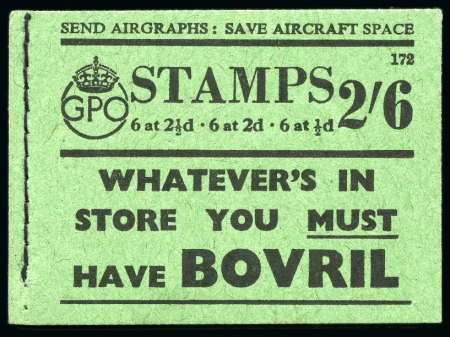 SEND AIRGRAPHS: SAVE AIRCRAFT SPACE
172
GPO
STAMPS 2/6
6 at 2½d · 6 at 2d · 6 at ½d
WHATEVER'S IN
STORE YOU MUST
HAVE BOVRIL